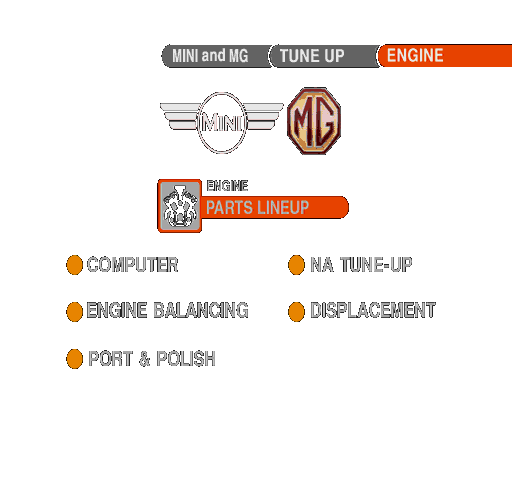 MINI and MG TUNE UP ENGINE
MINI MG
ENGINE
PARTS LINEUP
COMPUTER NA TUNE-UP
ENGINE BALANCING DISPLACEMENT
PORT & POLISH